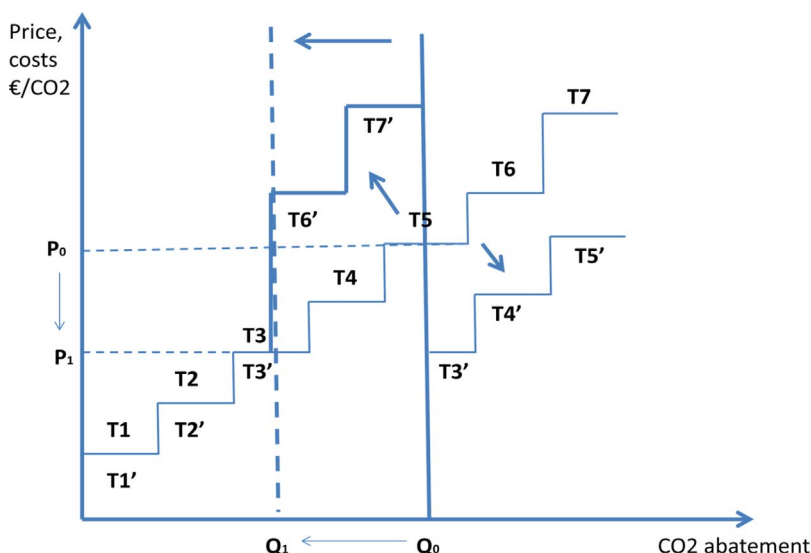 Price,
costs
€/CO2
T7
T7’
T6
T6’
T5
P₀
T5’
T4
T4’
T3
P₁
T3’
T3’
T2
T2’
T1
T1’
Q₁
Q₀
CO2 abatement